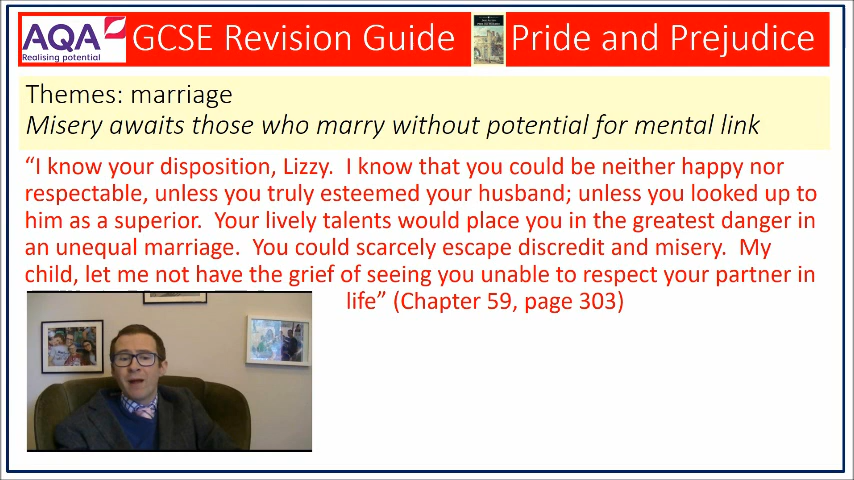 AQA
Realising potential
GCSE Revision Guide
Pride and Prejudice
Themes: marriage
Misery awaits those who marry without potential for mental link
“I know your disposition, Lizzy.  I know that you could be neither happy nor
respectable, unless you truly esteemed your husband; unless you looked up to
him as a superior.  Your lively talents would place you in the greatest danger in
an unequal marriage.  You could scarcely escape discredit and misery.  My
child, let me not have the grief of seeing you unable to respect your partner in
life” (Chapter 59, page 303)